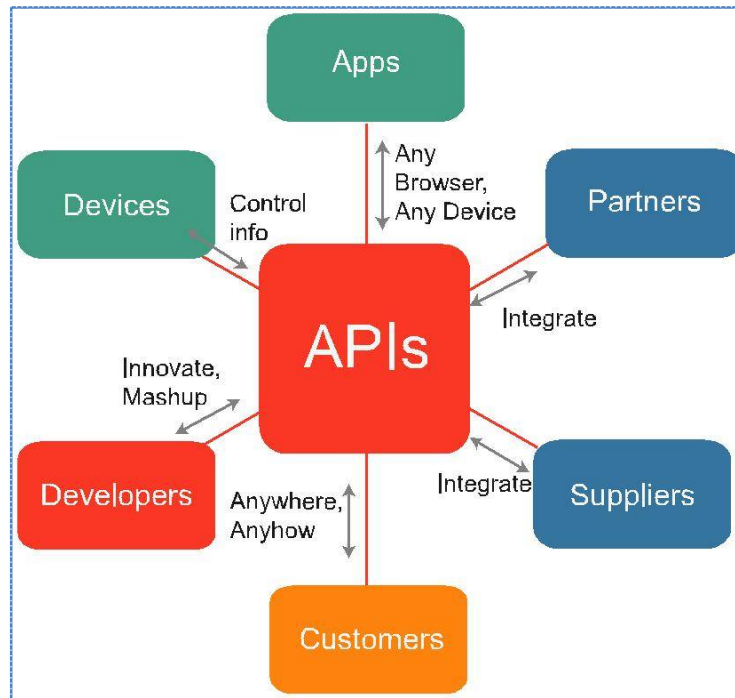 Apps
Any
Browser,
Any Device
Devices
Control
info
Partners
APIs
Integrate
Innovate,
Mashup
Developers
Anywhere,
Anyhow
Integrate
Suppliers
Customers